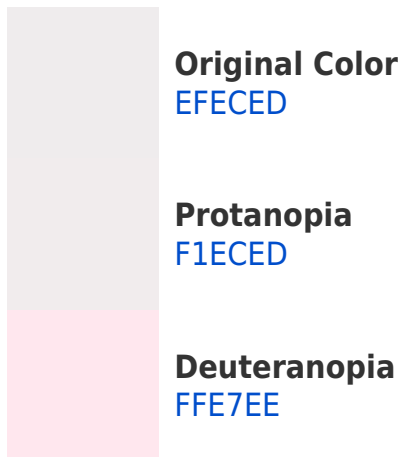 Original Color
EFECED
Protanopia
F1ECED
Deuteranopia
FFE7EE